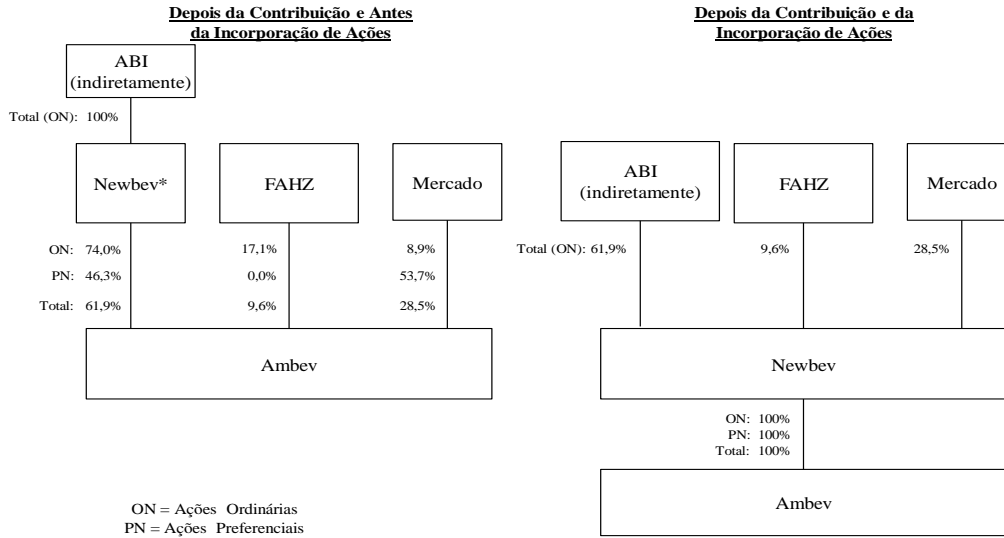 Depois da Contribuição e Antes
da Incorporação de Ações
ABI
(indiretamente)
Total (ON): 100%
Newbev*
FAHZ
Mercado
ON: 74,0% 17,1% 8,9%
PN: 46,3% 0,0% 53,7%
Total: 61,9% 9,6% 28,5%
Ambev
ON = Ações Ordinárias
PN = Ações Preferenciais
Depois da Contribuição e da
Incorporação de Ações
ABI
(indiretamente)
FAHZ
Mercado
Total (ON): 61,9% 9,6% 28,5%
Newbev
ON: 100%
PN: 100%
Total: 100%
Ambev